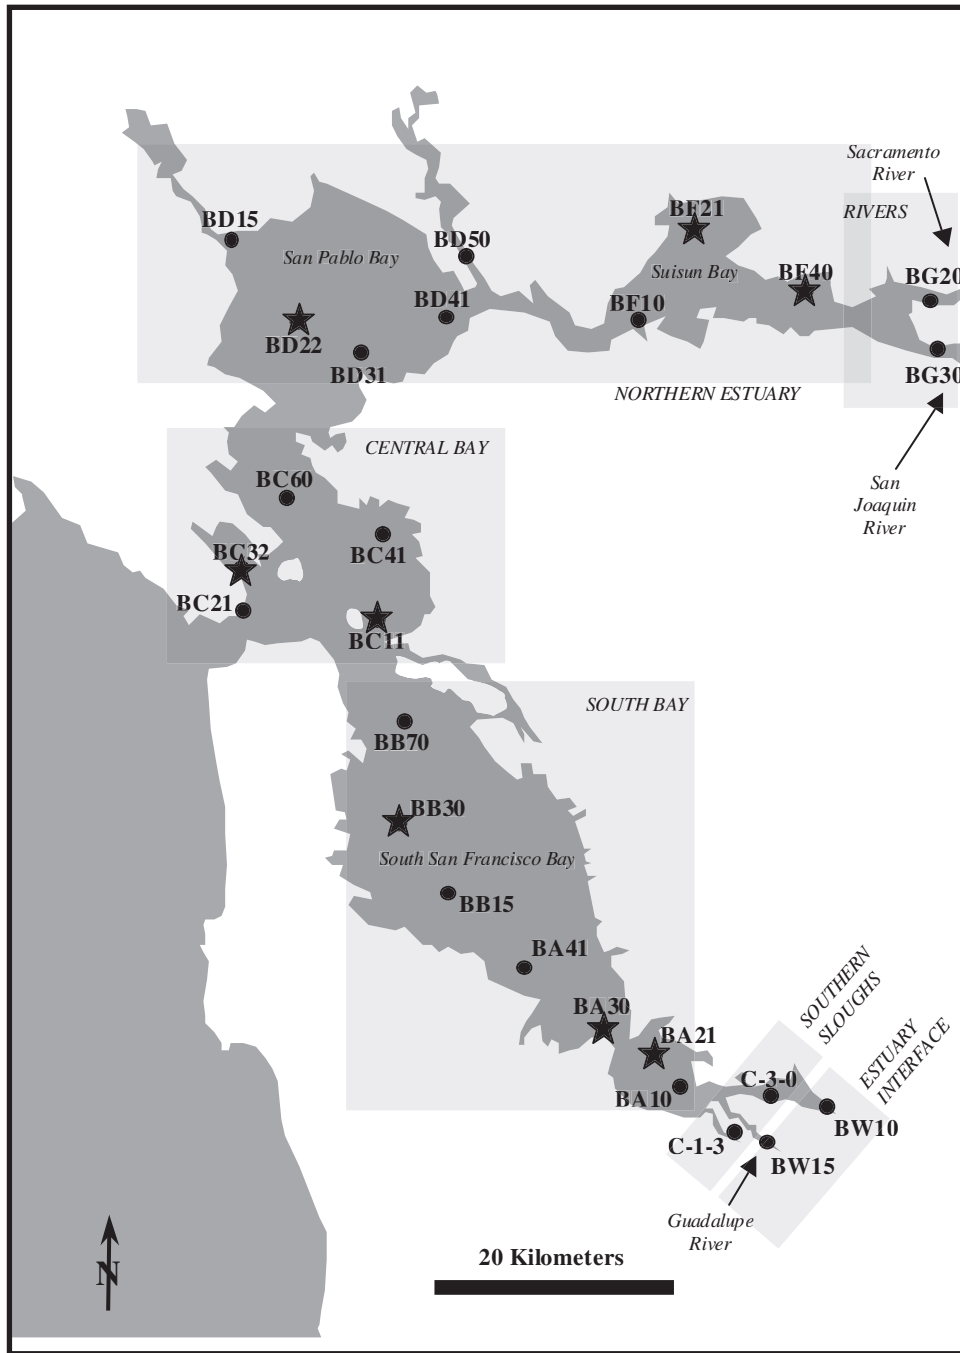 Sacramento
River
RIVERS
BD15
BF21
San Pablo Bay
BD50
Suisun Bay
BF40
BG20
BD41
BF10
BD22
BD31
BG30
NORTHERN ESTUARY
CENTRAL BAY
San
Joaquin
River
BC60
BC32
BC41
BC21
BC11
SOUTH BAY
BB70
BB30
South San Francisco Bay
BB15
BA41
BA30
BA21
BA10
SOUTHERN
SLOUGHS
ESTUARY
INTERFACE
C-3-0
BW10
C-1-3
BW15
Guadalupe
River
20 Kilometers
N